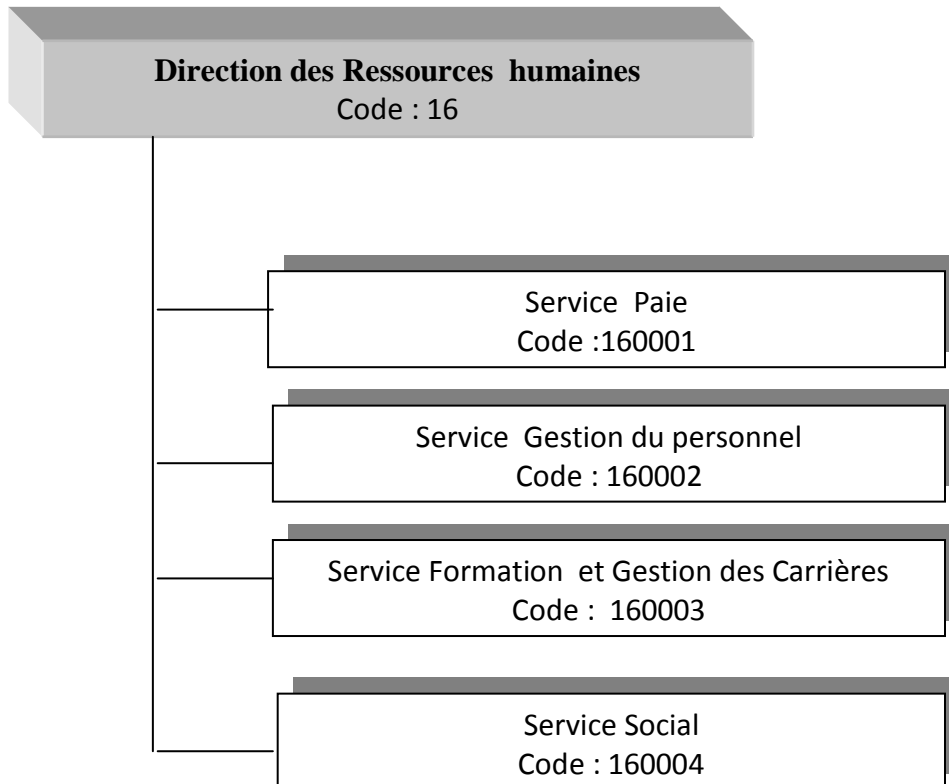 Direction des Ressources humaines
Code : 16
Service Paie
Code :160001
Service Gestion du personnel
Code : 160002
Service Formation et Gestion des Carrières
Code : 160003
Service Social
Code : 160004